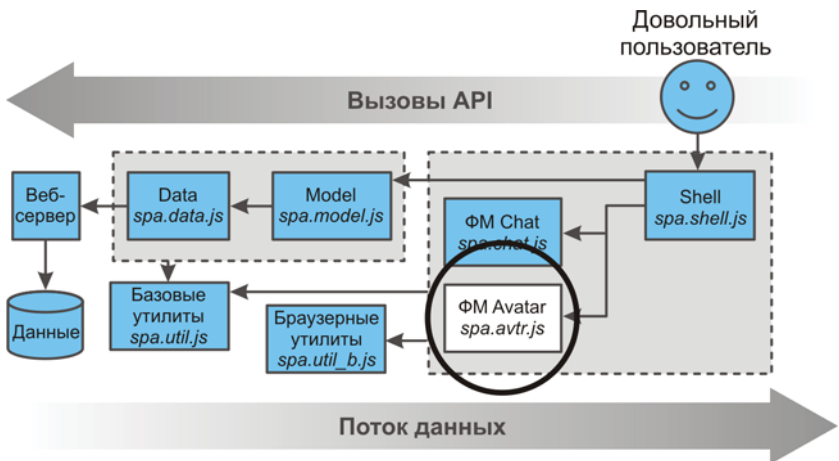 Довольный
пользователь
Вызовы API
Веб-
сервер
Data
spa.data.js
Model
spa.model.js
Shell
spa.shell.js
ФМ Chat
spa.chat.js
Данные
Базовые
утилиты
spa.util.js
Браузерные
утилиты
spa.util_b.js
ФМ Avatar
spa.avtr.js
Поток данных